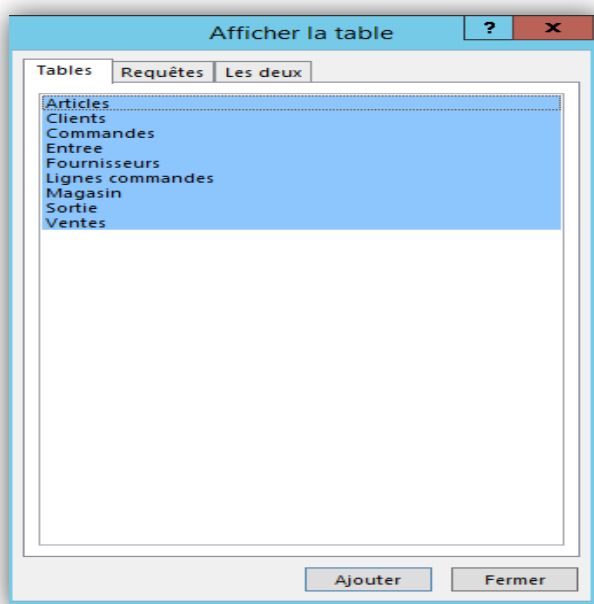 Afficher la table
?
x
Tables
Requêtes
Les deux
Articles
Clients
Commandes
Entree
Fournisseurs
Lignes commandes
Magasin
Sortie
Ventes
Ajouter
Fermer